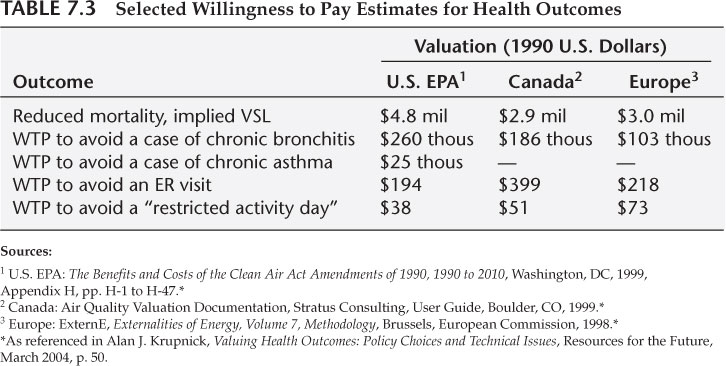 TABLE 7.3 Selected Willingness to Pay Estimates for Health Outcomes
Valuation (1990 U.S. Dollars)
Outcome U.S. EPA1 Canada2 Europe3
Reduced mortality, implied VSL $4.8 mil $2.9 mil $3.0 mil
WTP to avoid a case of chronic bronchitis $260 thous $186 thous $103 thous
WTP to avoid a case of chronic asthma $25 thous — —
WTP to avoid an ER visit $194 $399 $218
WTP to avoid a “restricted activity day” $38 $51 $73
Sources:
1 U.S. EPA: The Benefits and Costs of the Clean Air Act Amendments of 1990, 1990 to 2010, Washington, DC, 1999,
Appendix H, pp. H-1 to H-47.*
2 Canada: Air Quality Valuation Documentation, Stratus Consulting, User Guide, Boulder, CO, 1999.*
3 Europe: ExternE, Externalities of Energy, Volume 7, Methodology, Brussels, European Commission, 1998.*
*As referenced in Alan J. Krupnick, Valuing Health Outcomes: Policy Choices and Technical Issues, Resources for the Future,
March 2004, p. 50.